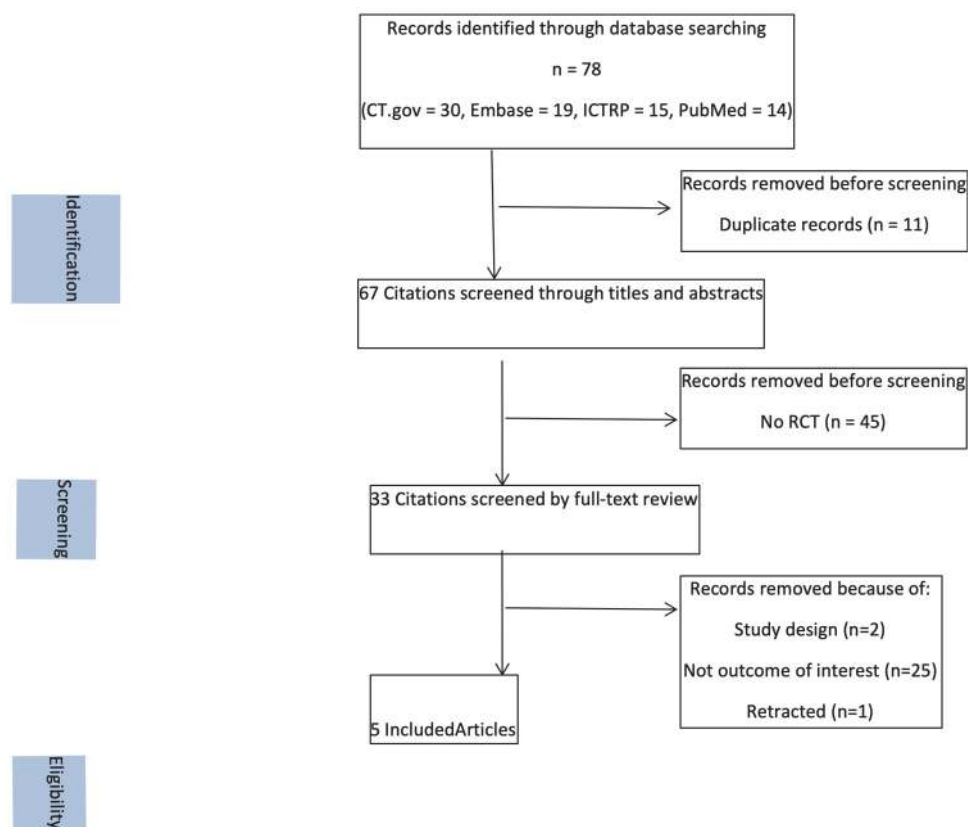 Records identified through database searching
n = 78
(CT.gov = 30, Embase = 19, ICTRP = 15, PubMed = 14)
Identification
Records removed before screening
Duplicate records (n = 11)
67 Citations screened through titles and abstracts
Records removed before screening
No RCT (n = 45)
Screening
33 Citations screened by full-text review
Records removed because of:
Study design (n=2)
Not outcome of interest (n=25)
Retracted (n=1)
5 IncludedArticles
Eligibility